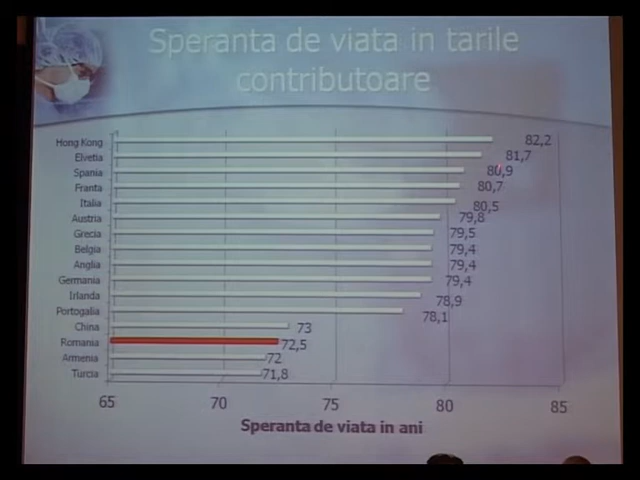 Speranta de viata in tarile
contributoare
Hong Kong 82,2
Elvetia 81,7
Spania 80,9
Franta 80,7
Italia 80,5
Austria 79,8
Grecia 79,5
Belgia 79,4
Anglia 79,4
Germania 79,4
Irlanda 78,9
Portogalia 78,1
China 73
Romania 72,5
Armenia 72
Turcia 71,8
65 70 75 80 85
Speranta de viata in ani